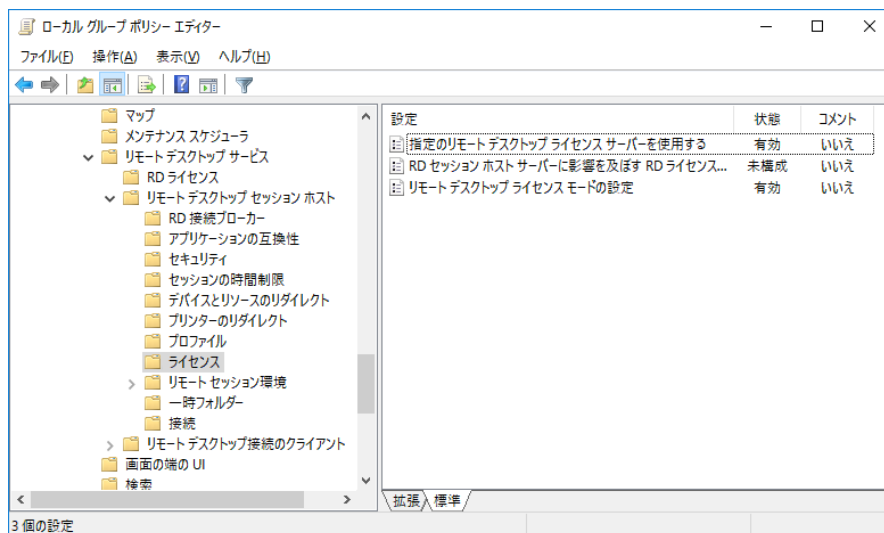 ローカル グループ ポリシー エディター
ファイル(F) 操作(A) 表示(V) ヘルプ(H)
マップ
メンテナンス スケジューラ
リモート デスクトップ サービス
RD ライセンス
リモート デスクトップ セッション ホスト
RD 接続ブローカー
アプリケーションの互換性
セキュリティ
セッションの時間制限
デバイスとリソースのリダイレクト
プリンターのリダイレクト
プロファイル
ライセンス
リモート セッション環境
一時フォルダー
接続
リモート デスクトップ接続のクライアント
画面の端の UI
検索
設定 状態 コメント
指定のリモート デスクトップ ライセンス サーバーを使用する 有効 いいえ
RD セッション ホスト サーバーに影響を及ぼす RD ライセンス... 未構成 いいえ
リモート デスクトップ ライセンス モードの設定 有効 いいえ
拡張 標準
3 個の設定